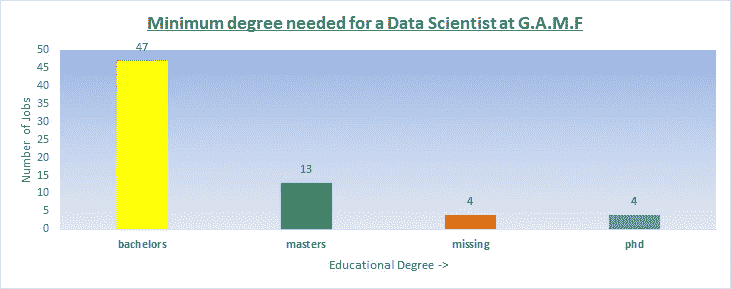 Minimum degree needed for a Data Scientist at G.A.M.F
Number of Jobs
50
45
40
35
30
25
20
15
10
5
0
47
13
4
4
bachelors
masters
missing
phd
Educational Degree ->